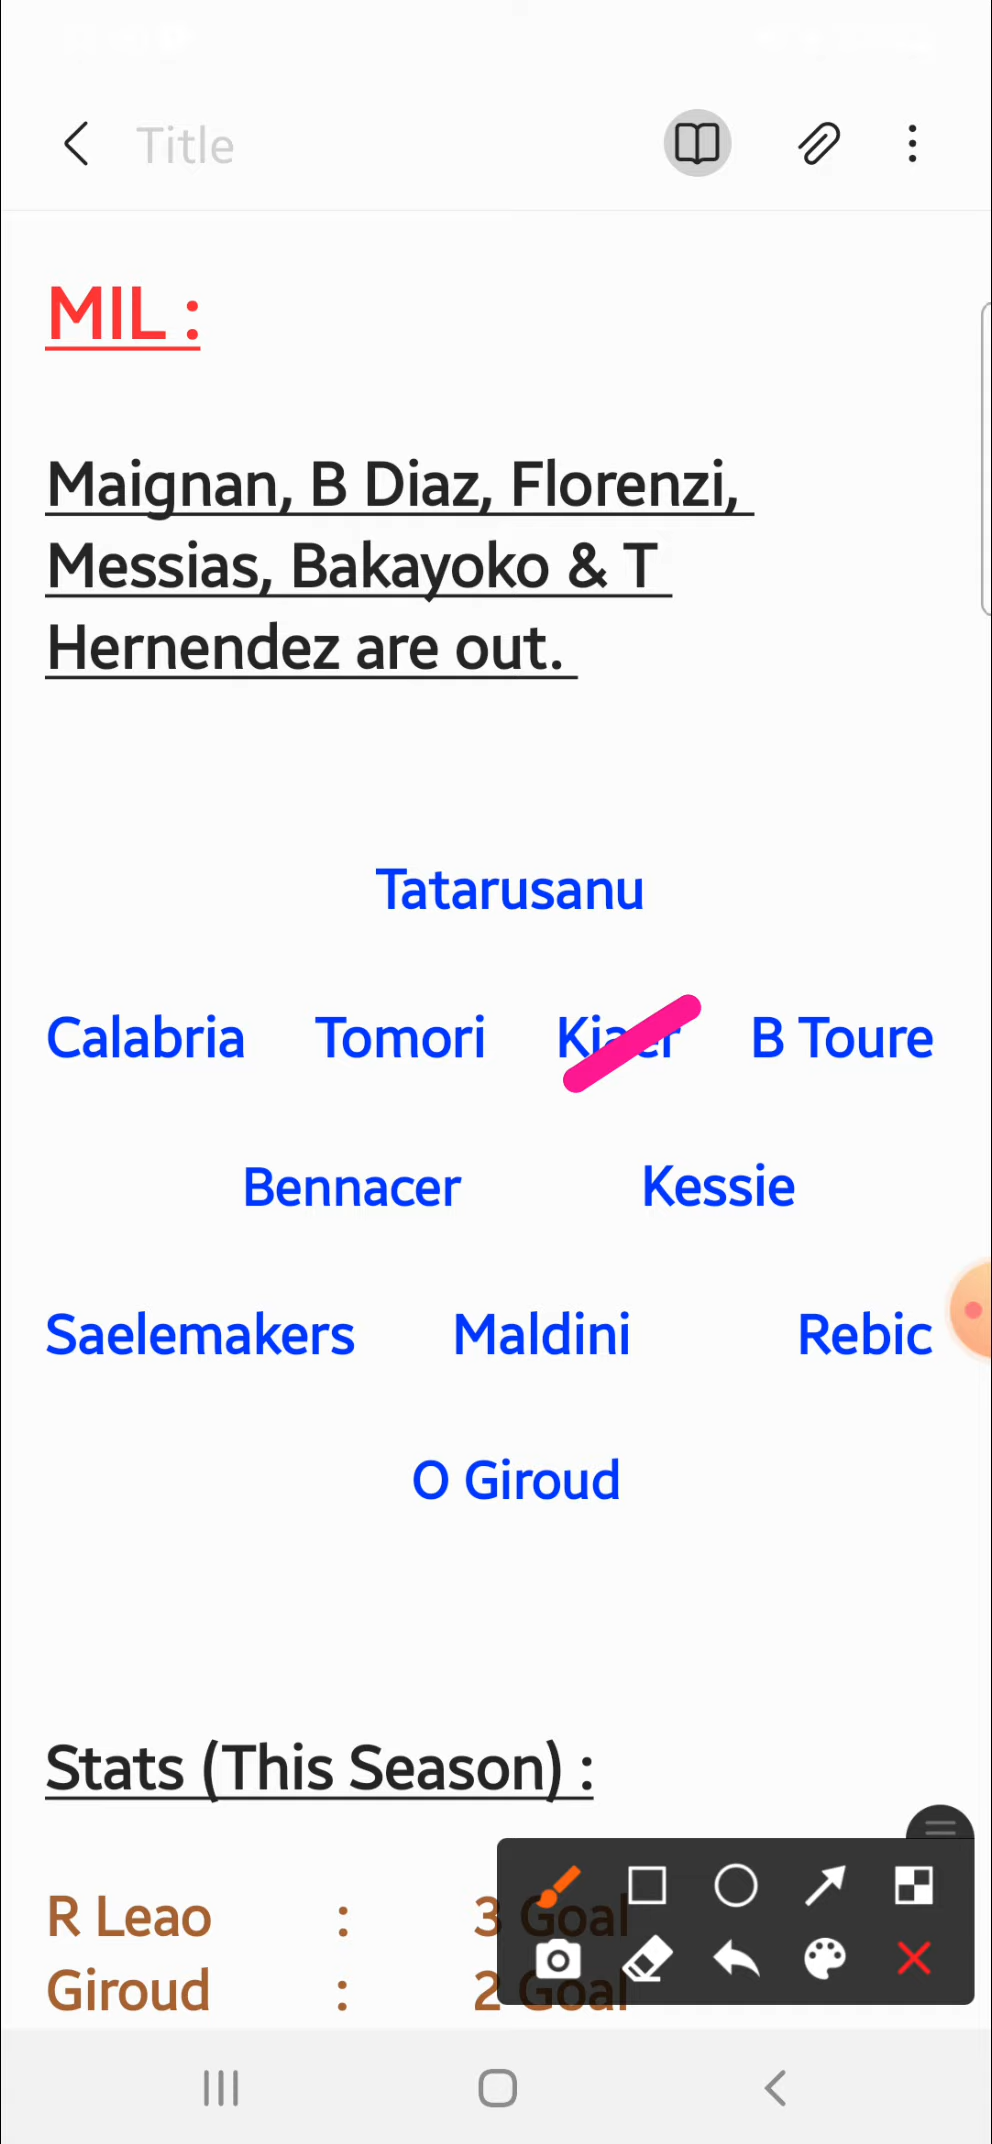 Title
MIL :
Maignan, B Diaz, Florenzi,
Messias, Bakayoko & T
Hernendez are out.
Tatarusanu
Calabria Tomori Kiaer B Toure
Bennacer Kessie
Saelemakers Maldini Rebic
O Giroud
Stats (This Season) :
R Leao : 3 Goal
Giroud : 2 Goal